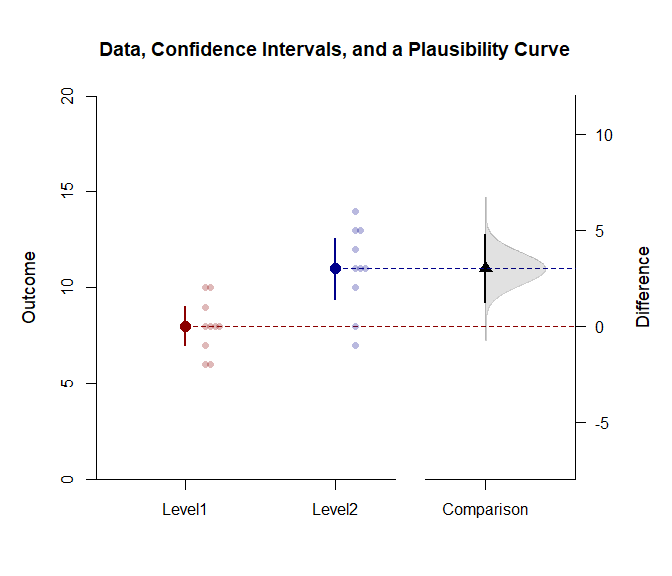 Data, Confidence Intervals, and a Plausibility Curve
Outcome
20
15
10
5
0
Level1
Level2
Comparison
10
5
0
-5
Difference